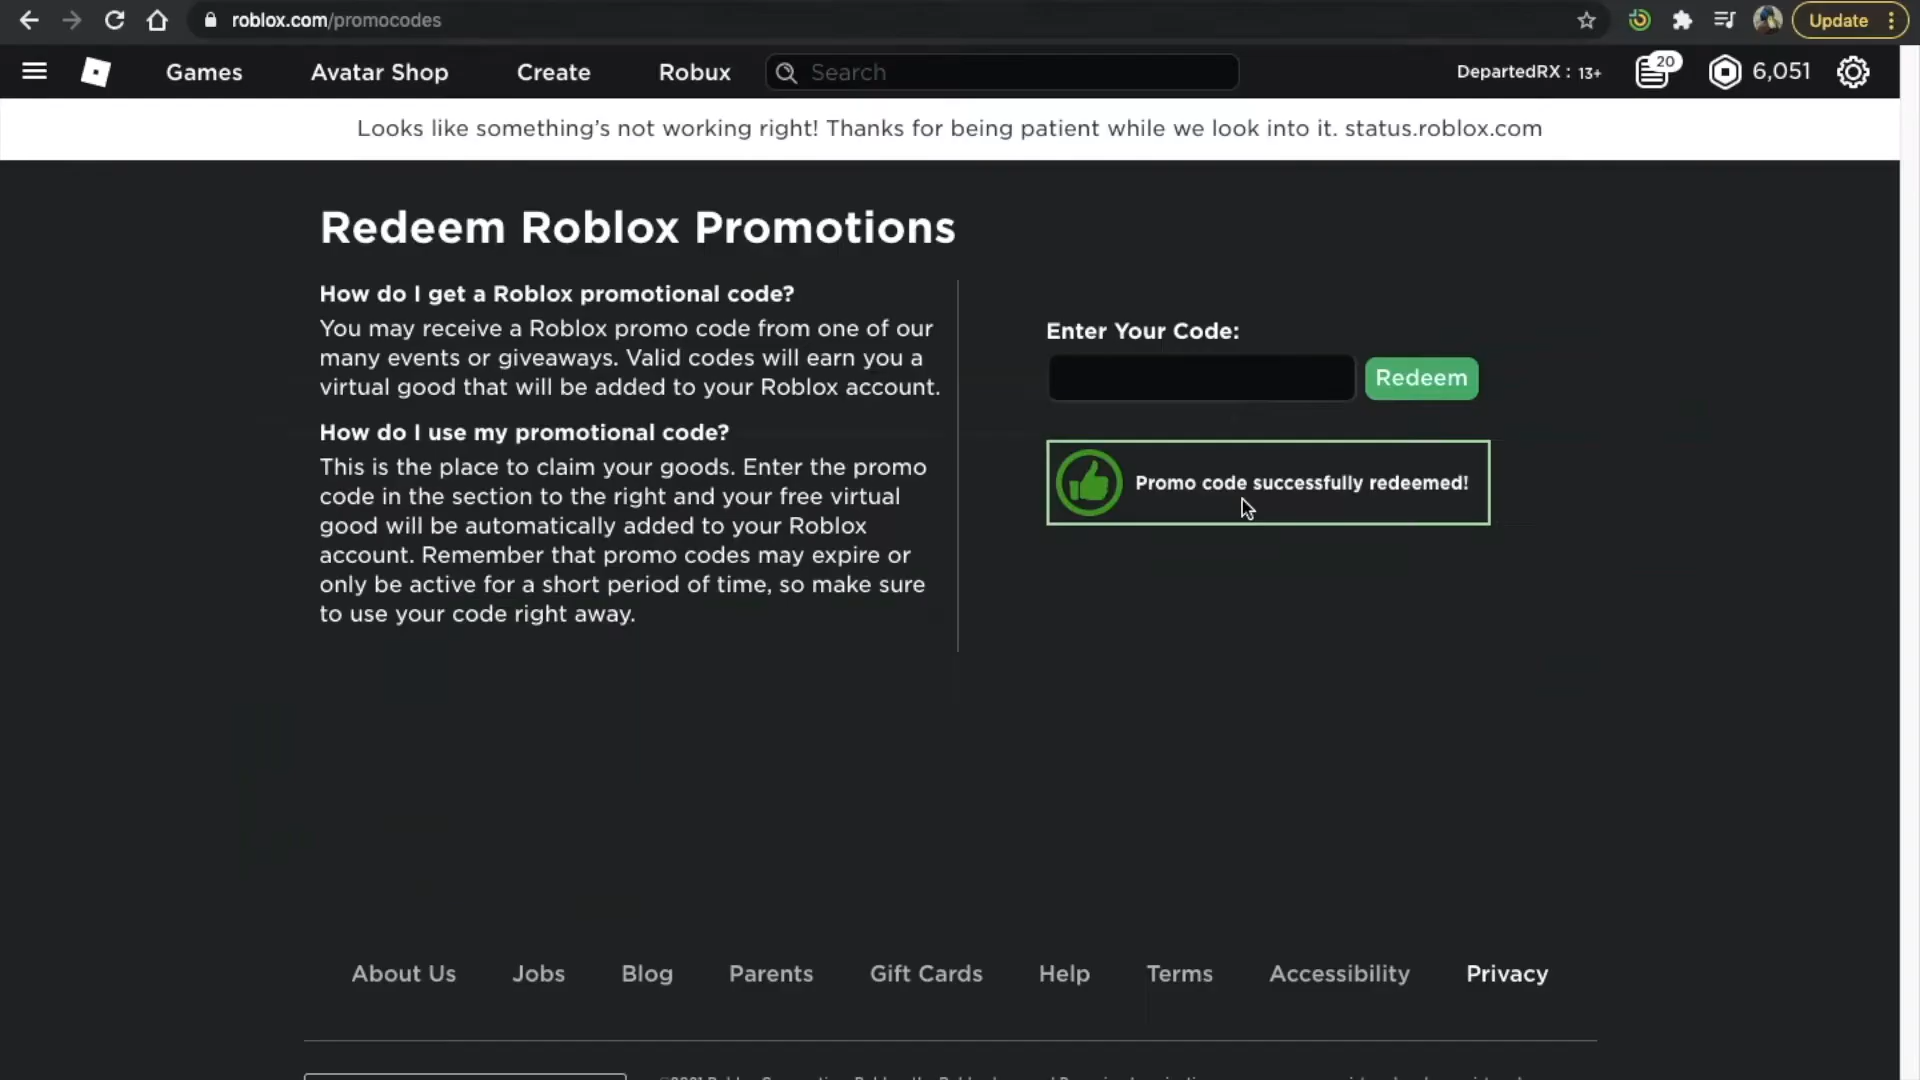 roblox.com/promocodes
Update
Games
Avatar Shop
Create
Robux
Search
DepartedRX : 13+
20
6,051
Looks like something's not working right! Thanks for being patient while we look into it. status.roblox.com
Redeem Roblox Promotions
How do I get a Roblox promotional code?
You may receive a Roblox promo code from one of our
many events or giveaways. Valid codes will earn you a
virtual good that will be added to your Roblox account.
How do I use my promotional code?
This is the place to claim your goods. Enter the promo
code in the section to the right and your free virtual
good will be automatically added to your Roblox
account. Remember that promo codes may expire or
only be active for a short period of time, so make sure
to use your code right away.
Enter Your Code:
Redeem
Promo code successfully redeemed!
About Us
Jobs
Blog
Parents
Gift Cards
Help
Terms
Accessibility
Privacy